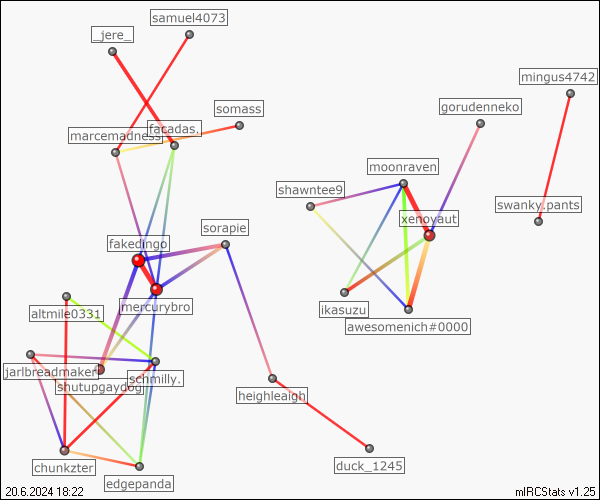 samuel4073
_jere_
mingus4742
somass
gorudenneko
marcemadness
facadas.
moonraven
shawntee9
swanky.pants
xenoyaut
sorapie
fakedingo
mercurybro
altmile0331
ikasuzu
awesomenich#0000
jarlbreadmaker
schmilly.
shutupgaydog
heighleaigh
chunkzter
duck_1245
edgepanda
20.6.2024 18:22
mIRCStats v1.25